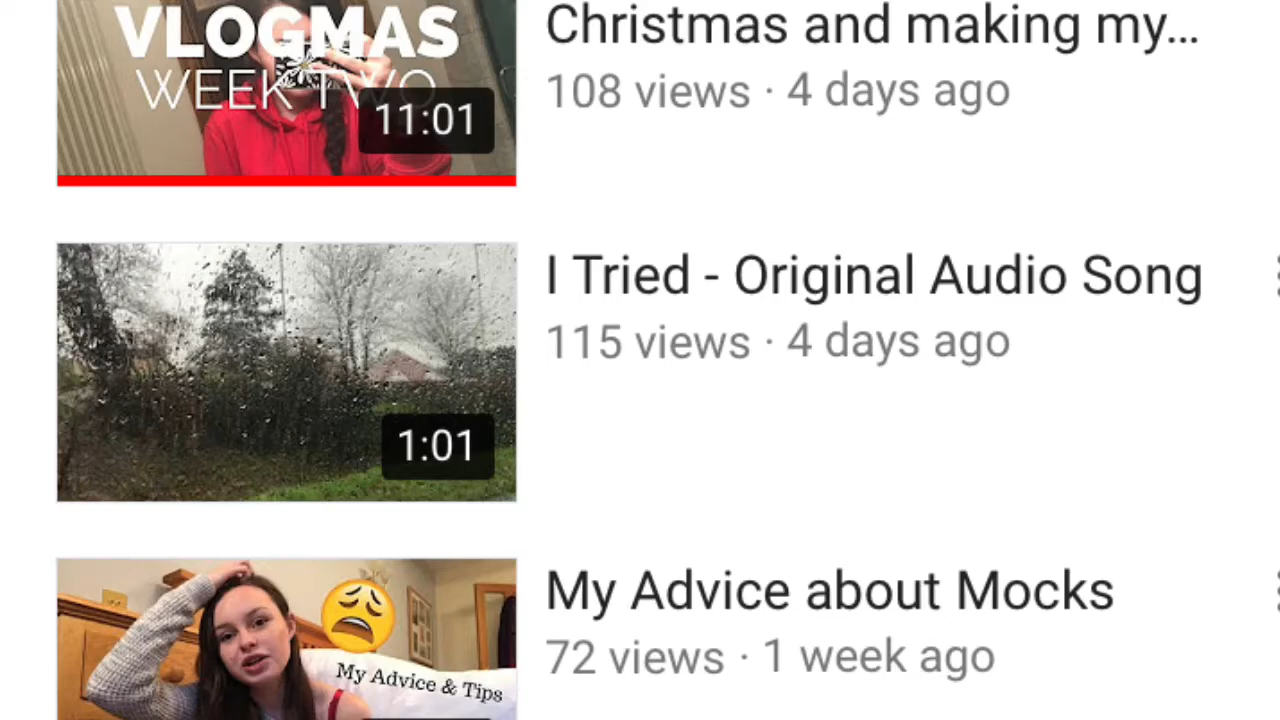 VLOGMAS
WEEK TWO
11:01
Christmas and making my...
108 views · 4 days ago
1:01
I Tried - Original Audio Song
115 views · 4 days ago
My Advice & Tips
My Advice about Mocks
72 views · 1 week ago